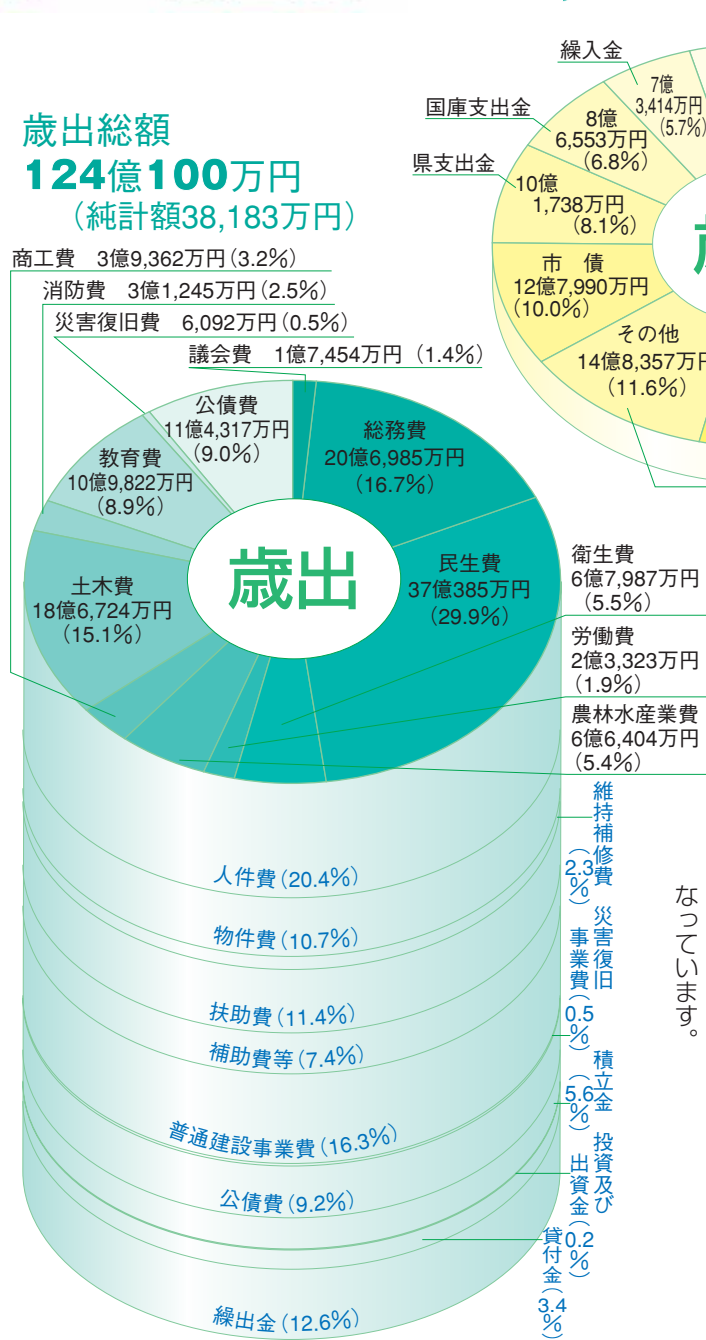 歳出総額
124億100万円
（純計額38,183万円）
商工費　3億9,362万円（3.2％）
消防費　3億1,245万円（2.5％）
災害復旧費　6,092万円（0.5％）
議会費　1億7,454万円（1.4％）
繰入金
7億
3,414万円
（5.7％）
国庫支出金
8億
6,553万円
（6.8％）
県支出金
10億
1,738万円
（8.1％）
市　債
12億7,990万円
（10.0％）
その他
14億8,357万円
（11.6％）
公債費
11億4,317万円
（9.0％）
総務費
20億6,985万円
（16.7％）
教育費
10億9,822万円
（8.9％）
歳出
民生費
37億385万円
（29.9％）
土木費
18億6,724万円
（15.1％）
衛生費
6億7,987万円
（5.5％）
労働費
2億3,323万円
（1.9％）
農林水産業費
6億6,404万円
（5.4％）
人件費（20.4％）
物件費（10.7％）
維持補修費
（2.3％）
扶助費（11.4％）
補助費等（7.4％）
災害復旧
事業費（0.5％）
普通建設事業費（16.3％）
公債費（9.2％）
積立金
（5.6％）
投資及び
出資金（0.2％）
貸付金（3.4％）
繰出金（12.6％）
なっています。